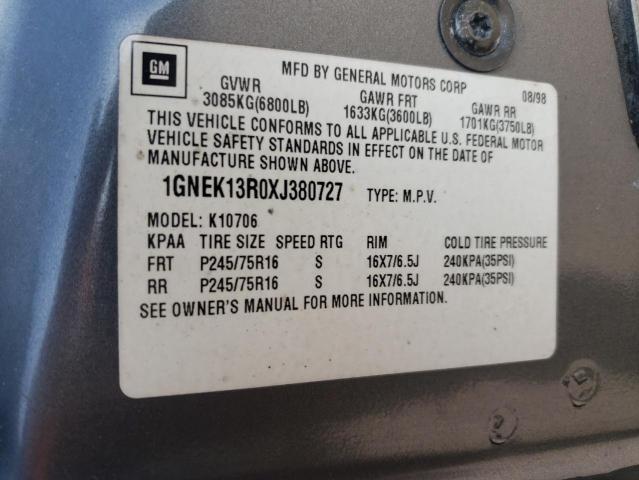 GM
MFD BY GENERAL MOTORS CORP 08/98
GVWR GAWR FRT GAWR RR
3085KG(6800LB) 1633KG(3600LB) 1701KG(3750LB)
THIS VEHICLE CONFORMS TO ALL APPLICABLE U.S. FEDERAL MOTOR
VEHICLE SAFETY STANDARDS IN EFFECT ON THE DATE OF
MANUFACTURE SHOWN ABOVE.
1GNEK13R0XJ380727 TYPE: M.P.V.
MODEL: K10706
KPAA TIRE SIZE SPEED RTG RIM COLD TIRE PRESSURE
FRT P245/75R16 S 16X7/6.5J 240KPA(35PSI)
RR P245/75R16 S 16X7/6.5J 240KPA(35PSI)
SEE OWNER'S MANUAL FOR MORE INFORMATION.